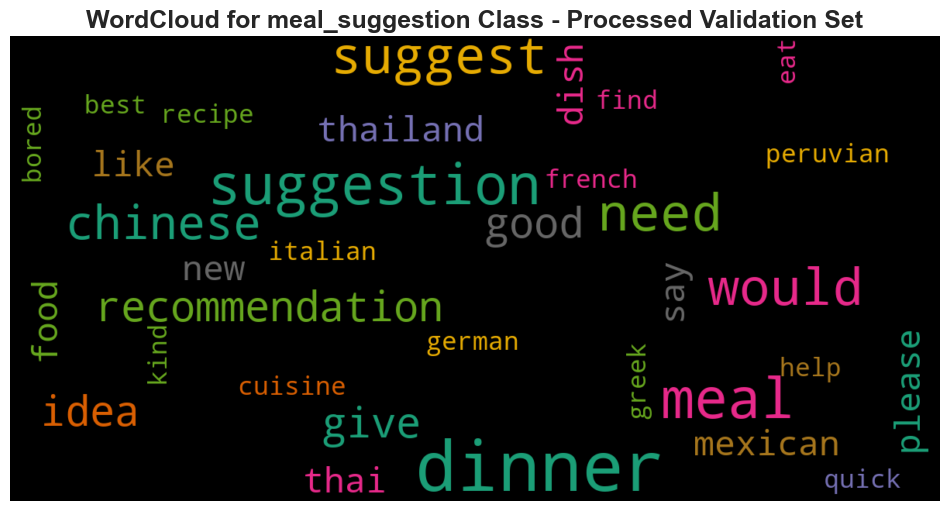 WordCloud for meal_suggestion Class - Processed Validation Set
suggest
dish
eat
best
recipe
find
bored
thailand
like
peruvian
suggestion
french
chinese
good
need
italian
new
say
would
food
recommendation
kind
german
greek
please
help
cuisine
idea
give
meal
mexican
dinner
thai
quick